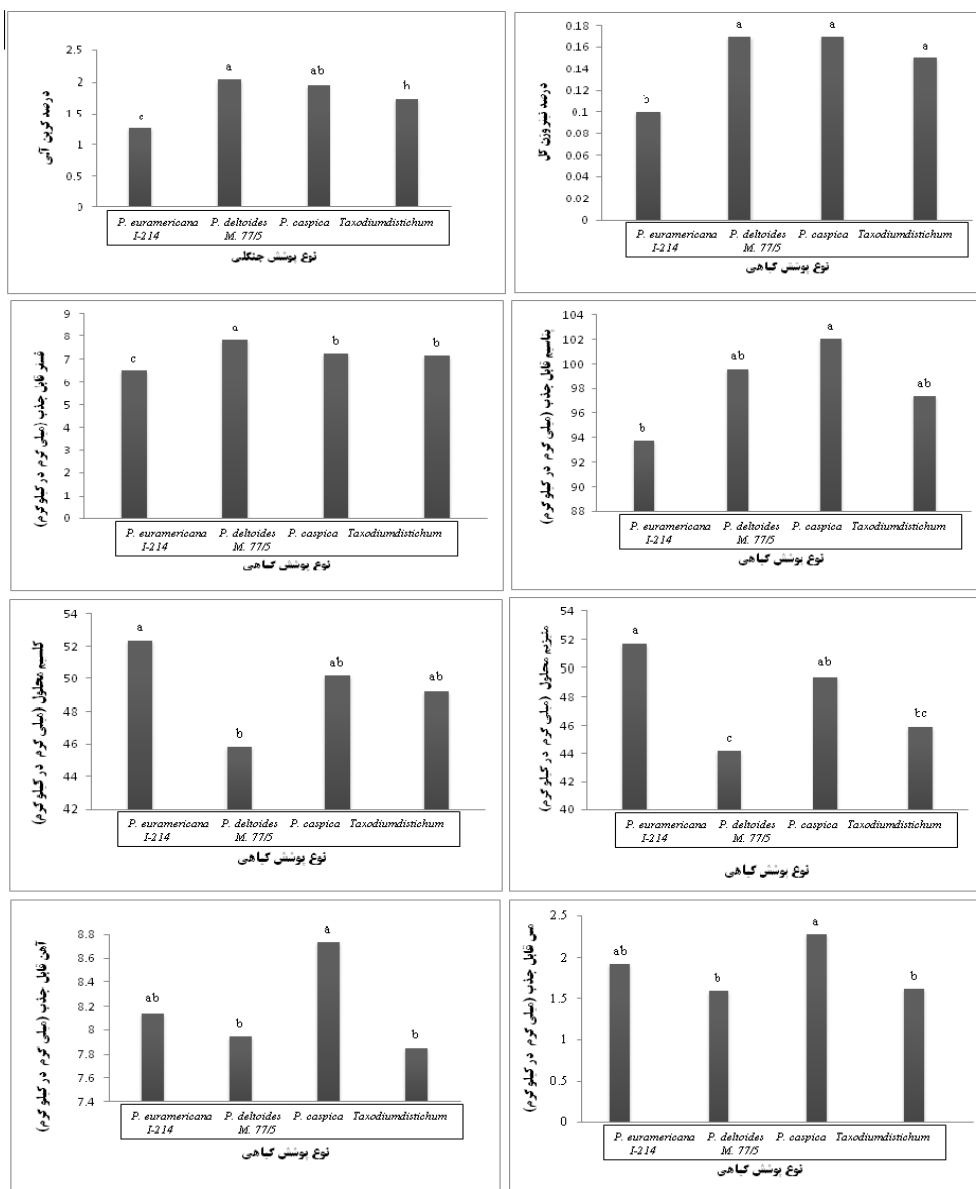 درصد کربن آلی
2.5
2
1.5
1
0.5
0
c
a
ab
b
P. euramericana P. deltoides P. caspica Taxodiumdistichum
I-214 M. 77/5
نوع پوشش جنگلی
درصد نیتروژن کل
0.18
0.16
0.14
0.12
0.1
0.08
0.06
0.04
0.02
0
b
a
a
a
P. euramericana P. deltoides P. caspica Taxodiumdistichum
I-214 M. 77/5
نوع پوشش گیاهی
فسفر قابل جذب (میلی گرم در کیلوگرم)
9
8
7
6
5
4
3
2
1
0
c
a
b
b
P. euramericana P. deltoides P. caspica Taxodiumdistichum
I-214 M. 77/5
نوع پوشش گیاهی
پتاسیم قابل جذب (میلی گرم در کیلوگرم)
104
102
100
98
96
94
92
90
88
b
ab
a
ab
P. euramericana P. deltoides P. caspica Taxodiumdistichum
I-214 M. 77/5
نوع پوشش گیاهی
کلسیم محلول (میلی گرم در کیلوگرم)
54
52
50
48
46
44
42
a
b
ab
ab
P. euramericana P. deltoides P. caspica Taxodiumdistichum
I-214 M. 77/5
نوع پوشش گیاهی
منیزیم محلول (میلی گرم در کیلوگرم)
54
52
50
48
46
44
42
40
a
c
ab
bc
P. euramericana P. deltoides P. caspica Taxodiumdistichum
I-214 M. 77/5
نوع پوشش گیاهی
آهن قابل جذب (میلی گرم در کیلوگرم)
8.8
8.6
8.4
8.2
8
7.8
7.6
7.4
ab
b
a
b
P. euramericana P. deltoides P. caspica Taxodiumdistichum
I-214 M. 77/5
نوع پوشش گیاهی
مس قابل جذب (میلی گرم در کیلوگرم)
2.5
2
1.5
1
0.5
0
ab
b
a
b
P. euramericana P. deltoides P. caspica Taxodiumdistichum
I-214 M. 77/5
نوع پوشش گیاهی